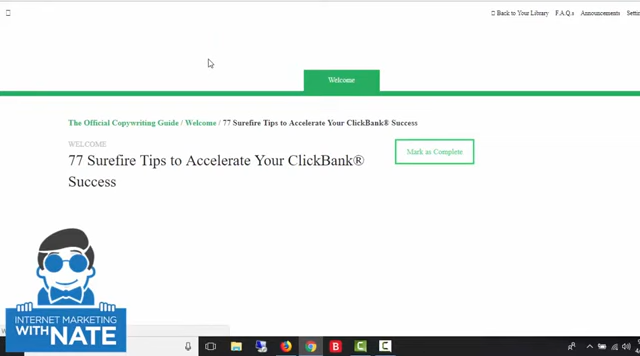 Back to Your Library F.A.Q.s Announcements
Welcome
The Official Copywriting Guide / Welcome / 77 Surefire Tips to Accelerate Your ClickBank® Success
WELCOME
77 Surefire Tips to Accelerate Your ClickBank®
Success
Mark as Complete
INTERNET MARKETING
WITH NATE
B